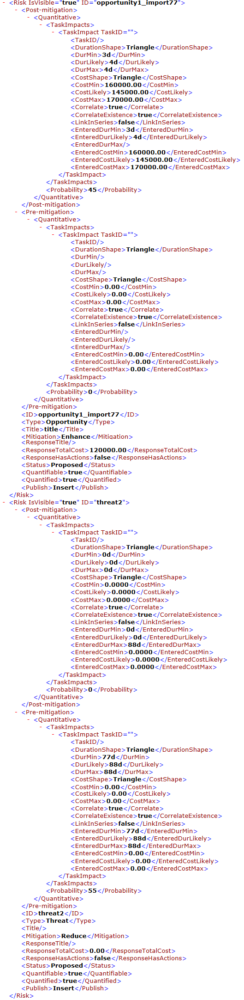 - <Risk IsVisible="true" ID="opportunity1_import77">
- <Post-mitigation>
- <Quantitative>
- <TaskImpacts>
- <TaskImpact TaskID="">
<TaskID/>
<DurationShape>Triangle</DurationShape>
<DurMin>3d</DurMin>
<DurLikely>4d</DurLikely>
<DurMax>4d</DurMax>
<CostShape>Triangle</CostShape>
<CostMin>160000.00</CostMin>
<CostLikely>145000.00</CostLikely>
<CostMax>170000.00</CostMax>
<Correlate>true</Correlate>
<CorrelateExistence>true</CorrelateExistence>
<LinkInSeries>false</LinkInSeries>
<EnteredDurMin>3d</EnteredDurMin>
<EnteredDurLikely>4d</EnteredDurLikely>
<EnteredDurMax/>
<EnteredCostMin>160000.00</EnteredCostMin>
<EnteredCostLikely>145000.00</EnteredCostLikely>
<EnteredCostMax>170000.00</EnteredCostMax>
</TaskImpact>
</TaskImpacts>
<Probability>45</Probability>
</Quantitative>
</Post-mitigation>
- <Pre-mitigation>
- <Quantitative>
- <TaskImpacts>
- <TaskImpact TaskID="">
<TaskID/>
<DurationShape>Triangle</DurationShape>
<DurMin/>
<DurLikely/>
<DurMax/>
<CostShape>Triangle</CostShape>
<CostMin>0.00</CostMin>
<CostLikely>0.00</CostLikely>
<CostMax>0.00</CostMax>
<Correlate>true</Correlate>
<CorrelateExistence>true</CorrelateExistence>
<LinkInSeries>false</LinkInSeries>
<EnteredDurMin/>
<EnteredDurLikely/>
<EnteredDurMax/>
<EnteredCostMin>0.00</EnteredCostMin>
<EnteredCostLikely>0.00</EnteredCostLikely>
<EnteredCostMax>0.00</EnteredCostMax>
</TaskImpact>
</TaskImpacts>
<Probability>0</Probability>
</Quantitative>
</Pre-mitigation>
<ID>opportunity1_import77</ID>
<Type>Opportunity</Type>
<Title>title</Title>
<Mitigation>Enhance</Mitigation>
<ResponseTitle/>
<ResponseTotalCost>120000.00</ResponseTotalCost>
<ResponseHasActions>false</ResponseHasActions>
<Status>Proposed</Status>
<Quantifiable>true</Quantifiable>
<Quantified>true</Quantified>
<Publish>Insert</Publish>
</Risk>
- <Risk IsVisible="true" ID="threat2">
- <Post-mitigation>
- <Quantitative>
- <TaskImpacts>
- <TaskImpact TaskID="">
<TaskID/>
<DurationShape>Triangle</DurationShape>
<DurMin>0d</DurMin>
<DurLikely>0d</DurLikely>
<DurMax>0d</DurMax>
<CostShape>Triangle</CostShape>
<CostMin>0.0000</CostMin>
<CostLikely>0.0000</CostLikely>
<CostMax>0.0000</CostMax>
<Correlate>true</Correlate>
<CorrelateExistence>true</CorrelateExistence>
<LinkInSeries>false</LinkInSeries>
<EnteredDurMin>0d</EnteredDurMin>
<EnteredDurLikely>0d</EnteredDurLikely>
<EnteredDurMax>88d</EnteredDurMax>
<EnteredCostMin>0.0000</EnteredCostMin>
<EnteredCostLikely>0.0000</EnteredCostLikely>
<EnteredCostMax>0.0000</EnteredCostMax>
</TaskImpact>
</TaskImpacts>
<Probability>0</Probability>
</Quantitative>
</Post-mitigation>
- <Pre-mitigation>
- <Quantitative>
- <TaskImpacts>
- <TaskImpact TaskID="">
<TaskID/>
<DurationShape>Triangle</DurationShape>
<DurMin>77d</DurMin>
<DurLikely>88d</DurLikely>
<DurMax>88d</DurMax>
<CostShape>Triangle</CostShape>
<CostMin>0.00</CostMin>
<CostLikely>0.00</CostLikely>
<CostMax>0.00</CostMax>
<Correlate>true</Correlate>
<CorrelateExistence>true</CorrelateExistence>
<LinkInSeries>false</LinkInSeries>
<EnteredDurMin>77d</EnteredDurMin>
<EnteredDurLikely>88d</EnteredDurLikely>
<EnteredDurMax>88d</EnteredDurMax>
<EnteredCostMin>0.00</EnteredCostMin>
<EnteredCostLikely>0.00</EnteredCostLikely>
<EnteredCostMax>0.00</EnteredCostMax>
</TaskImpact>
</TaskImpacts>
<Probability>55</Probability>
</Quantitative>
</Pre-mitigation>
<ID>threat2</ID>
<Type>Threat</Type>
<Title/>
<Mitigation>Reduce</Mitigation>
<ResponseTitle/>
<ResponseTotalCost>0.00</ResponseTotalCost>
<ResponseHasActions>false</ResponseHasActions>
<Status>Proposed</Status>
<Quantifiable>true</Quantifiable>
<Quantified>true</Quantified>
<Publish>Insert</Publish>
</Risk>